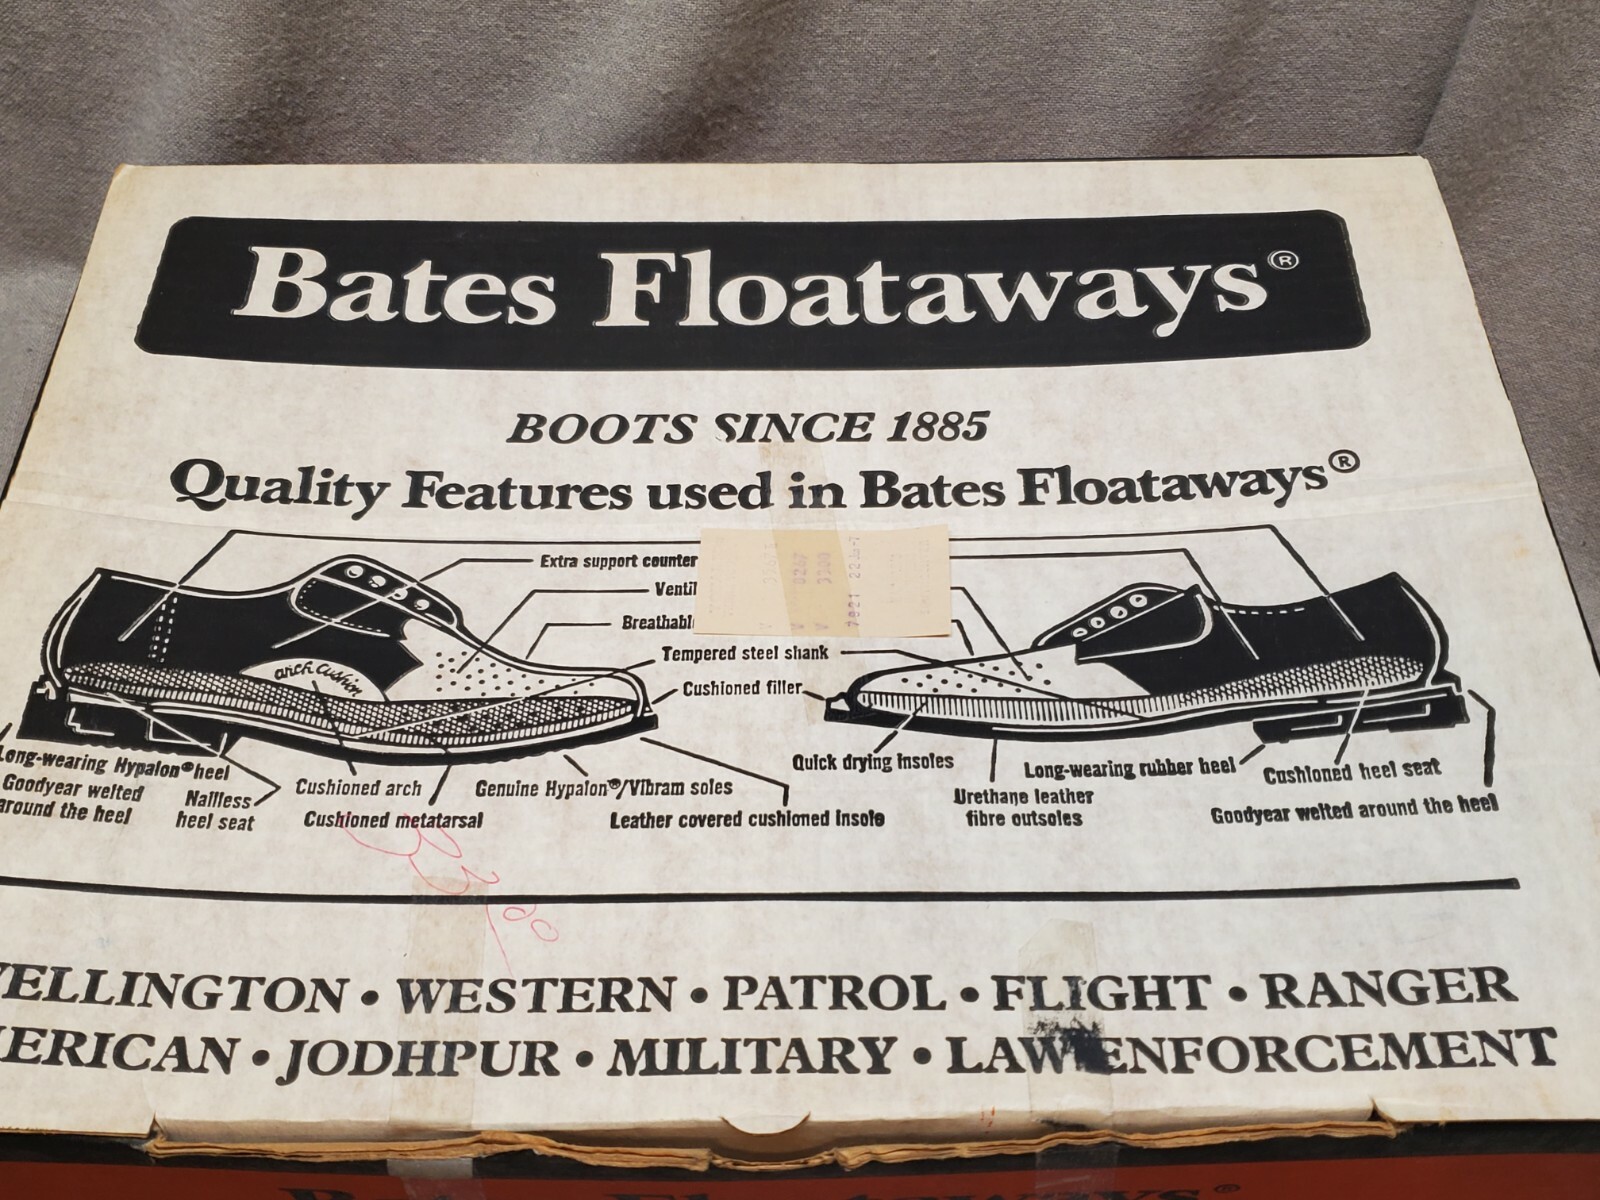 Bates Floataways®
BOOTS SINCE 1885
Quality Features used in Bates Floataways®
Extra support counter
Tempered steel shank
Cushioned filler
arch cushion
Long-wearing Hypalon® heel
Goodyear welted
around the heel
Nailless
heel seat
Cushioned arch
Cushioned metatarsal
Genuine Hypalon®/Vibram soles
Leather covered cushioned insole
Quick drying insoles
Urethane leather
fibre outsoles
Long-wearing rubber heel
Cushioned heel seat
Goodyear welted around the heel
WESTERN • PATROL • FLIGHT • RANGER
JODHPUR • MILITARY • LAW ENFORCEMENT
Bates Floataways®